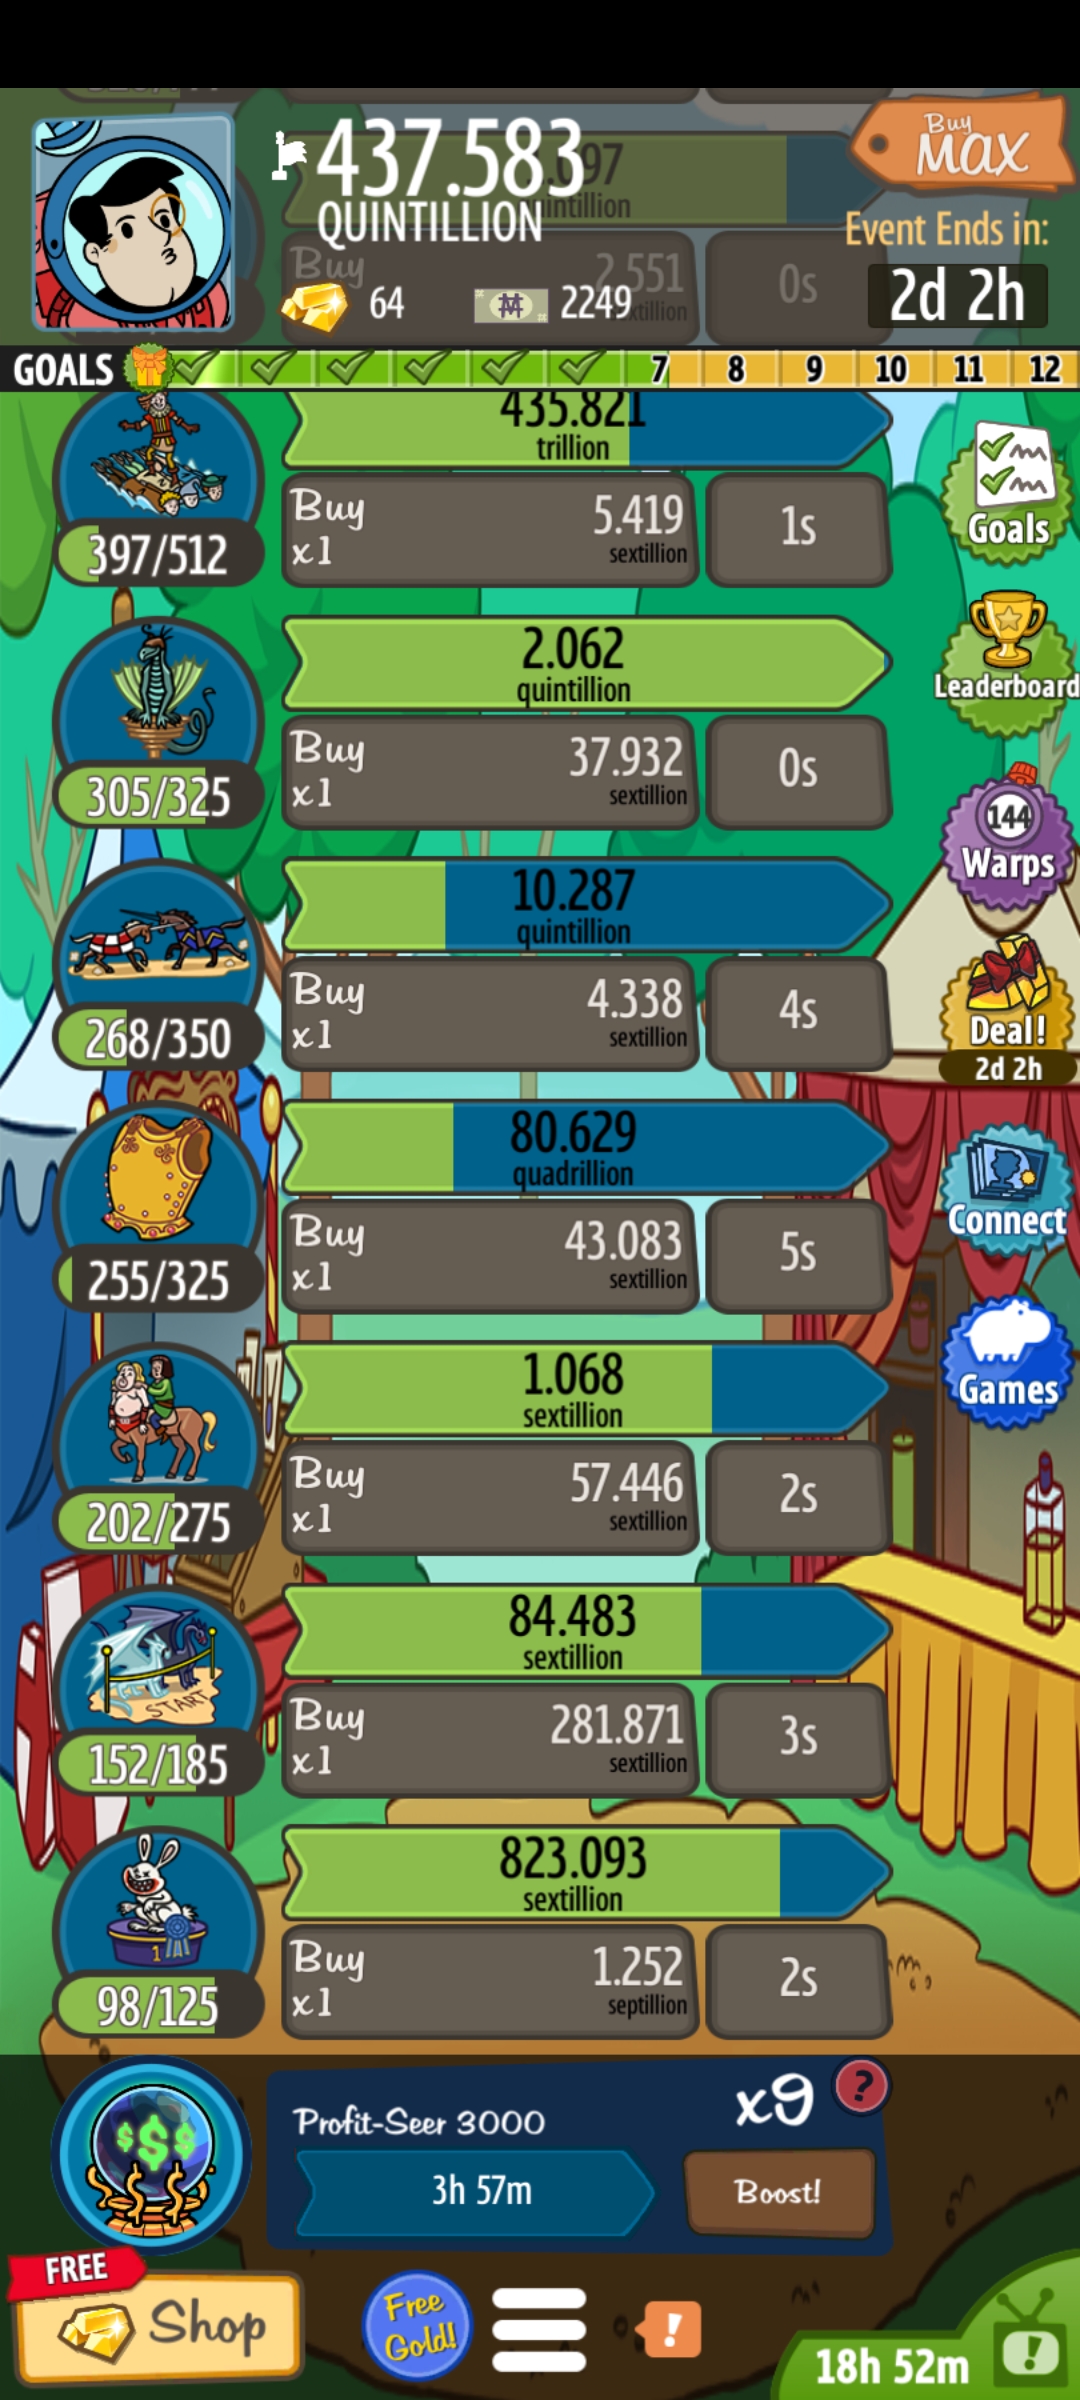 437.583
QUINTILLION
64
2249
Buy
MAX
Event Ends in:
2d 2h
Buy
2.551
0s
GOALS 7 8 9 10 11 12
435.821
trillion
397/512
Buy
x1
5.419
sextillion
1s
Goals
2.062
quintillion
305/325
Buy
x1
37.932
sextillion
0s
Leaderboard
10.287
quintillion
268/350
Buy
x1
4.338
sextillion
4s
144
Warps
Deal!
2d 2h
80.629
quadrillion
255/325
Buy
x1
43.083
sextillion
5s
Connect
1.068
sextillion
202/275
Buy
x1
57.446
sextillion
2s
Games
84.483
sextillion
START
152/185
Buy
x1
281.871
sextillion
3s
823.093
sextillion
1
98/125
Buy
x1
1.252
septillion
2s
$$$
Profit-Seer 3000
x9
?
3h 57m
Boost!
FREE
Shop
Free
Gold!
!
18h 52m
!